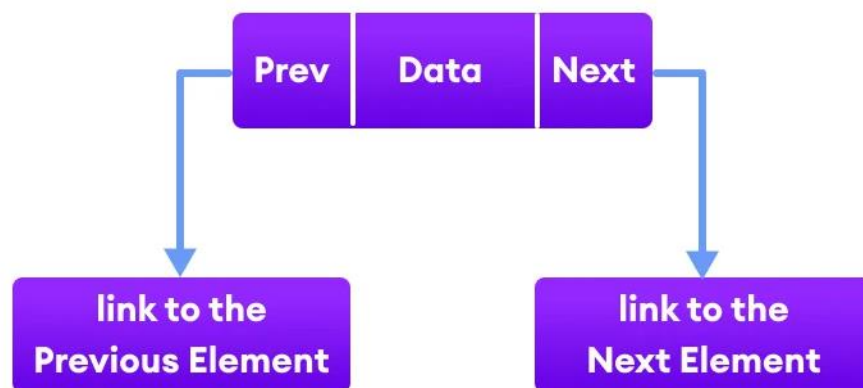 Prev Data Next
link to the
Previous Element
link to the
Next Element